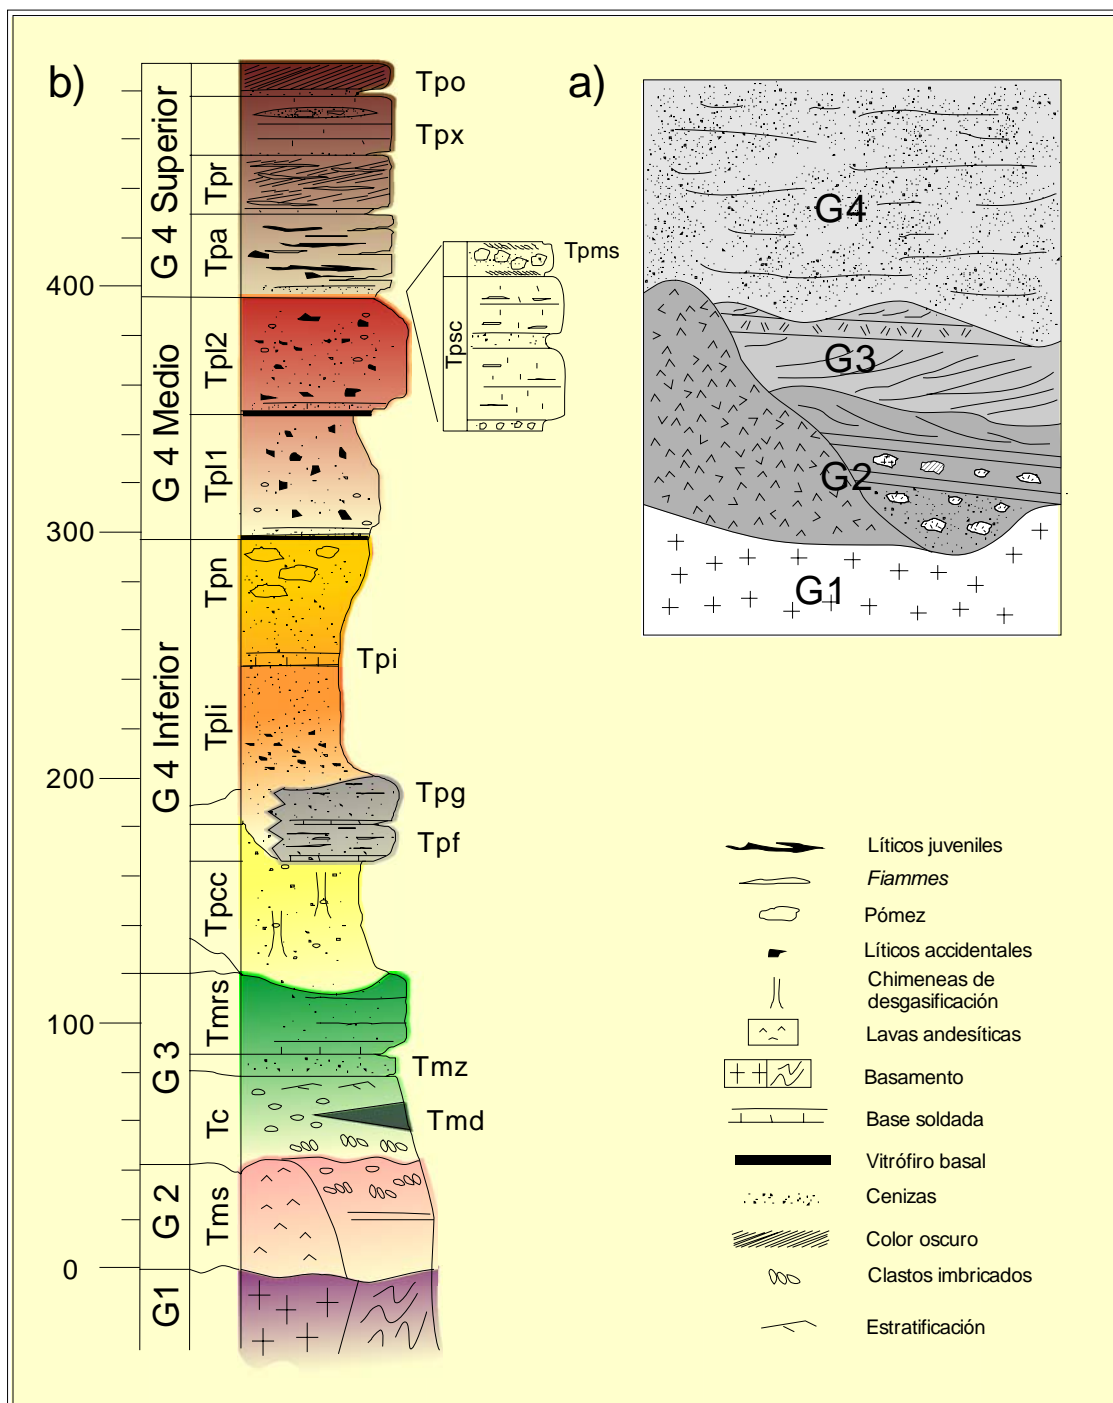 b)
G 4 Superior
Tpo
Tpx
Tpr
Tpa
400
G 4 Medio
Tpl2
Tpl1
300
G 4 Inferior
Tpn
Tpi
Tpli
200
Tpg
Tpf
Tpcc
G 3
Tmrs
100
Tmz
Tc
Tmd
G 2
Tms
0
G1
Tpms
Tpsc
a)
G4
G3
G2
G1
Líticos juveniles
Fiammes
Pómez
Líticos accidentales
Chimeneas de
desgasificación
Lavas andesíticas
Basamento
Base soldada
Vitrófiro basal
Cenizas
Color oscuro
Clastos imbricados
Estratificación